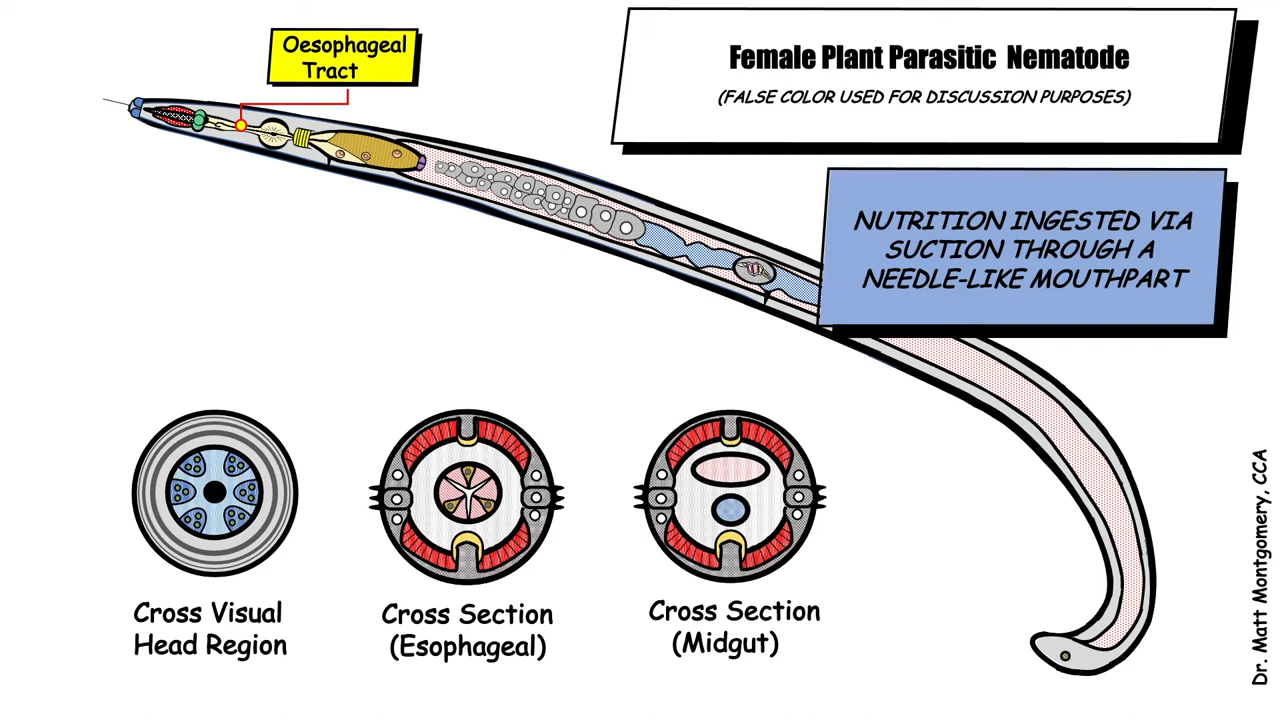 Oesophageal
Tract
Female Plant Parasitic Nematode
(FALSE COLOR USED FOR DISCUSSION PURPOSES)
NUTRITION INGESTED VIA
SUCTION THROUGH A
NEEDLE-LIKE MOUTHPART
Cross Visual
Head Region
Cross Section
(Esophageal)
Cross Section
(Midgut)
Dr. Matt Montgomery, CCA